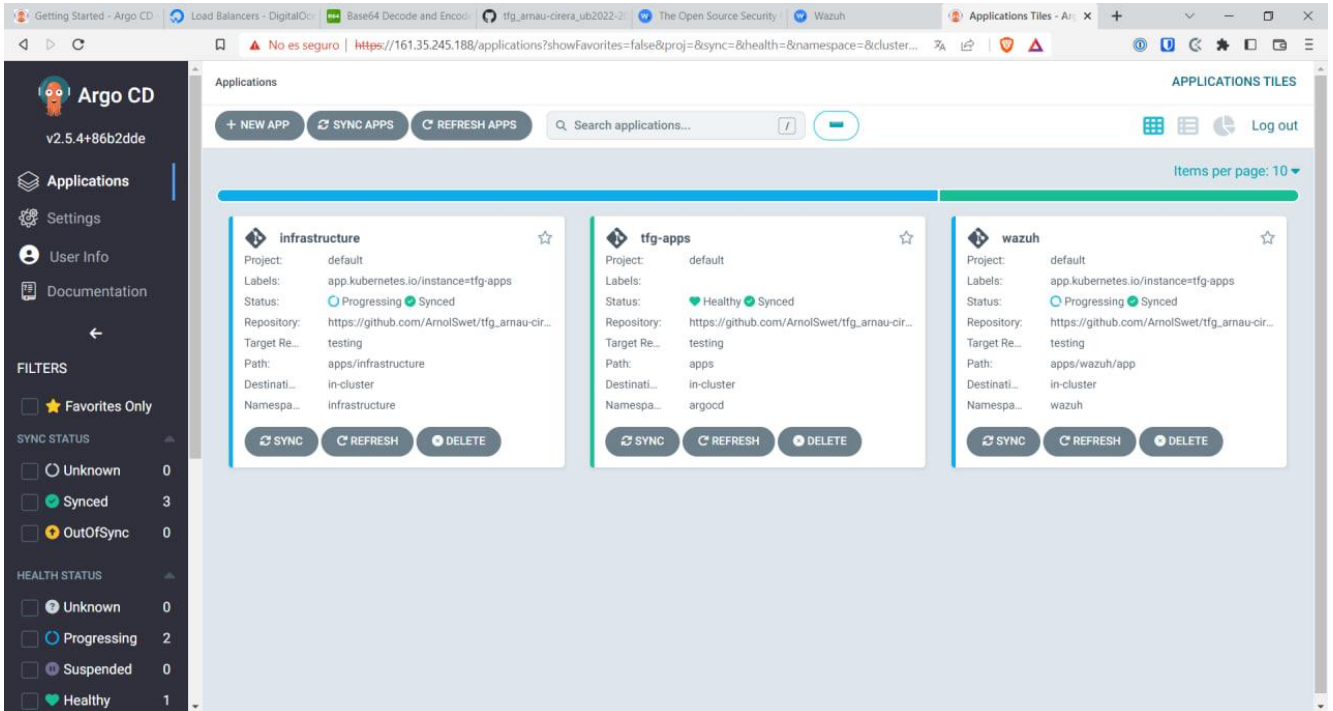 Getting Started - Argo CD
Load Balancers - DigitalOc
Base64 Decode and Encod
tfg_arnau-cirera_ub2022-2
The Open Source Security
Wazuh
Applications Tiles - Arg
No es seguro | https://161.35.245.188/applications?showFavorites=false&proj=&sync=&health=&namespace=&cluster...
Argo CD
v2.5.4+86b2dde
Applications
Settings
User Info
Documentation
FILTERS
Favorites Only
SYNC STATUS
Unknown 0
Synced 3
OutOfSync 0
HEALTH STATUS
Unknown 0
Progressing 2
Suspended 0
Healthy 1
Applications
APPLICATIONS TILES
+ NEW APP
SYNC APPS
REFRESH APPS
Search applications...
/
Log out
Items per page: 10
infrastructure
Project: default
Labels: app.kubernetes.io/instance=tfg-apps
Status: Progressing Synced
Repository: https://github.com/ArnolSwet/tfg_arnau-cir...
Target Re... testing
Path: apps/infrastructure
Destinati... in-cluster
Namespa... infrastructure
SYNC REFRESH DELETE
tfg-apps
Project: default
Labels:
Status: Healthy Synced
Repository: https://github.com/ArnolSwet/tfg_arnau-cir...
Target Re... testing
Path: apps
Destinati... in-cluster
Namespa... argocd
SYNC REFRESH DELETE
wazuh
Project: default
Labels: app.kubernetes.io/instance=tfg-apps
Status: Progressing Synced
Repository: https://github.com/ArnolSwet/tfg_arnau-cir...
Target Re... testing
Path: apps/wazuh/app
Destinati... in-cluster
Namespa... wazuh
SYNC REFRESH DELETE